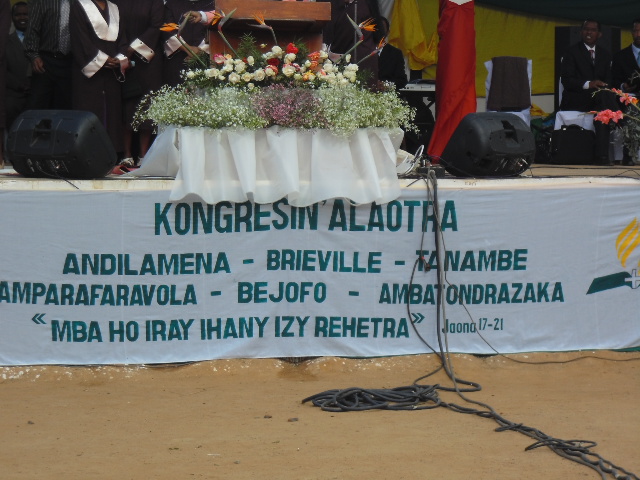 KONGRESIN'ALAOTRA
ANDILAMENA - BRIEVILLE - TANAMBE
AMPARAFARAVOLA - BEJOFO - AMBATONDRAZAKA
“MBA HO IRAY IHANY IZY REHETRA” Jaona 17-21